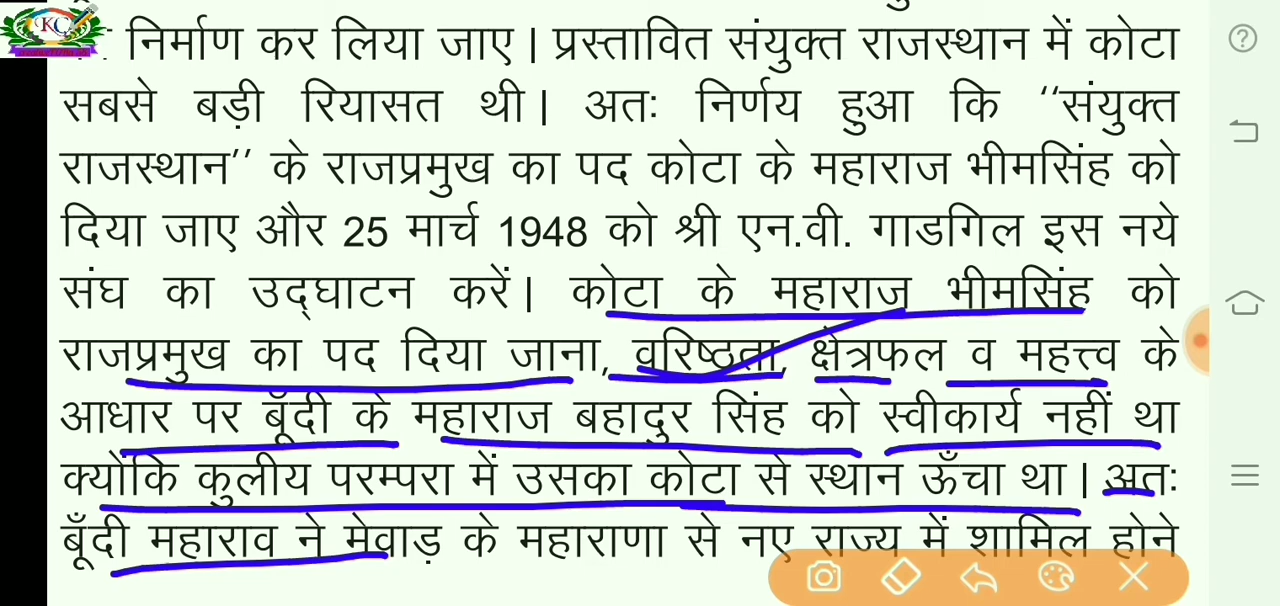 KC
निर्माण कर लिया जाए | प्रस्तावित संयुक्त राजस्थान में कोटा
सबसे बड़ी रियासत थी | अतः निर्णय हुआ कि ‘‘संयुक्त
राजस्थान’’ के राजप्रमुख का पद कोटा के महाराज भीमसिंह को
दिया जाए और 25 मार्च 1948 को श्री एन.वी. गाडगिल इस नये
संघ का उद्घाटन करें | कोटा के महाराज भीमसिंह को
राजप्रमुख का पद दिया जाना, वरिष्ठता, क्षेत्रफल व महत्त्व के
आधार पर बूँदी के महाराज बहादुर सिंह को स्वीकार्य नहीं था
क्योंकि कुलीय परम्परा में उसका कोटा से स्थान ऊँचा था | अतः
बूँदी महाराव ने मेवाड़ के महाराणा से नए राज्य में शामिल होने